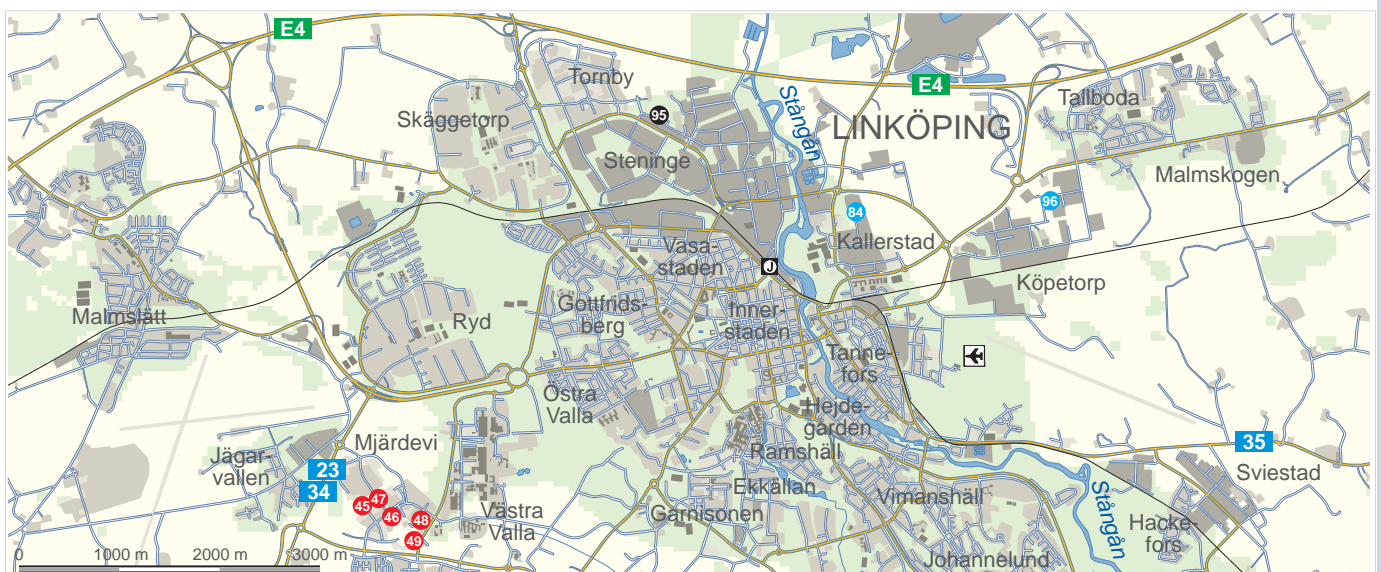 E4
Tornby
E4
Tallboda
Stångån
Skäggetorp
95
LINKÖPING
Steninge
Malmskogen
84
96
Kallerstad
Vasa-
staden
J
Köpetorp
Malmslätt
Ryd
Gottfrids-
berg
Inner-
staden
Tanne-
fors
Östra
Valla
Hejde-
gården
Mjärdevi
35
Jägar-
vallen
23
Ramshäll
Sviestad
34
Ekkällan
Vimanshäll
Stångån
45
47
46
48
49
Västra
Valla
Garnisonen
Hacke-
fors
Johannelund
0
1000 m
2000 m
3000 m